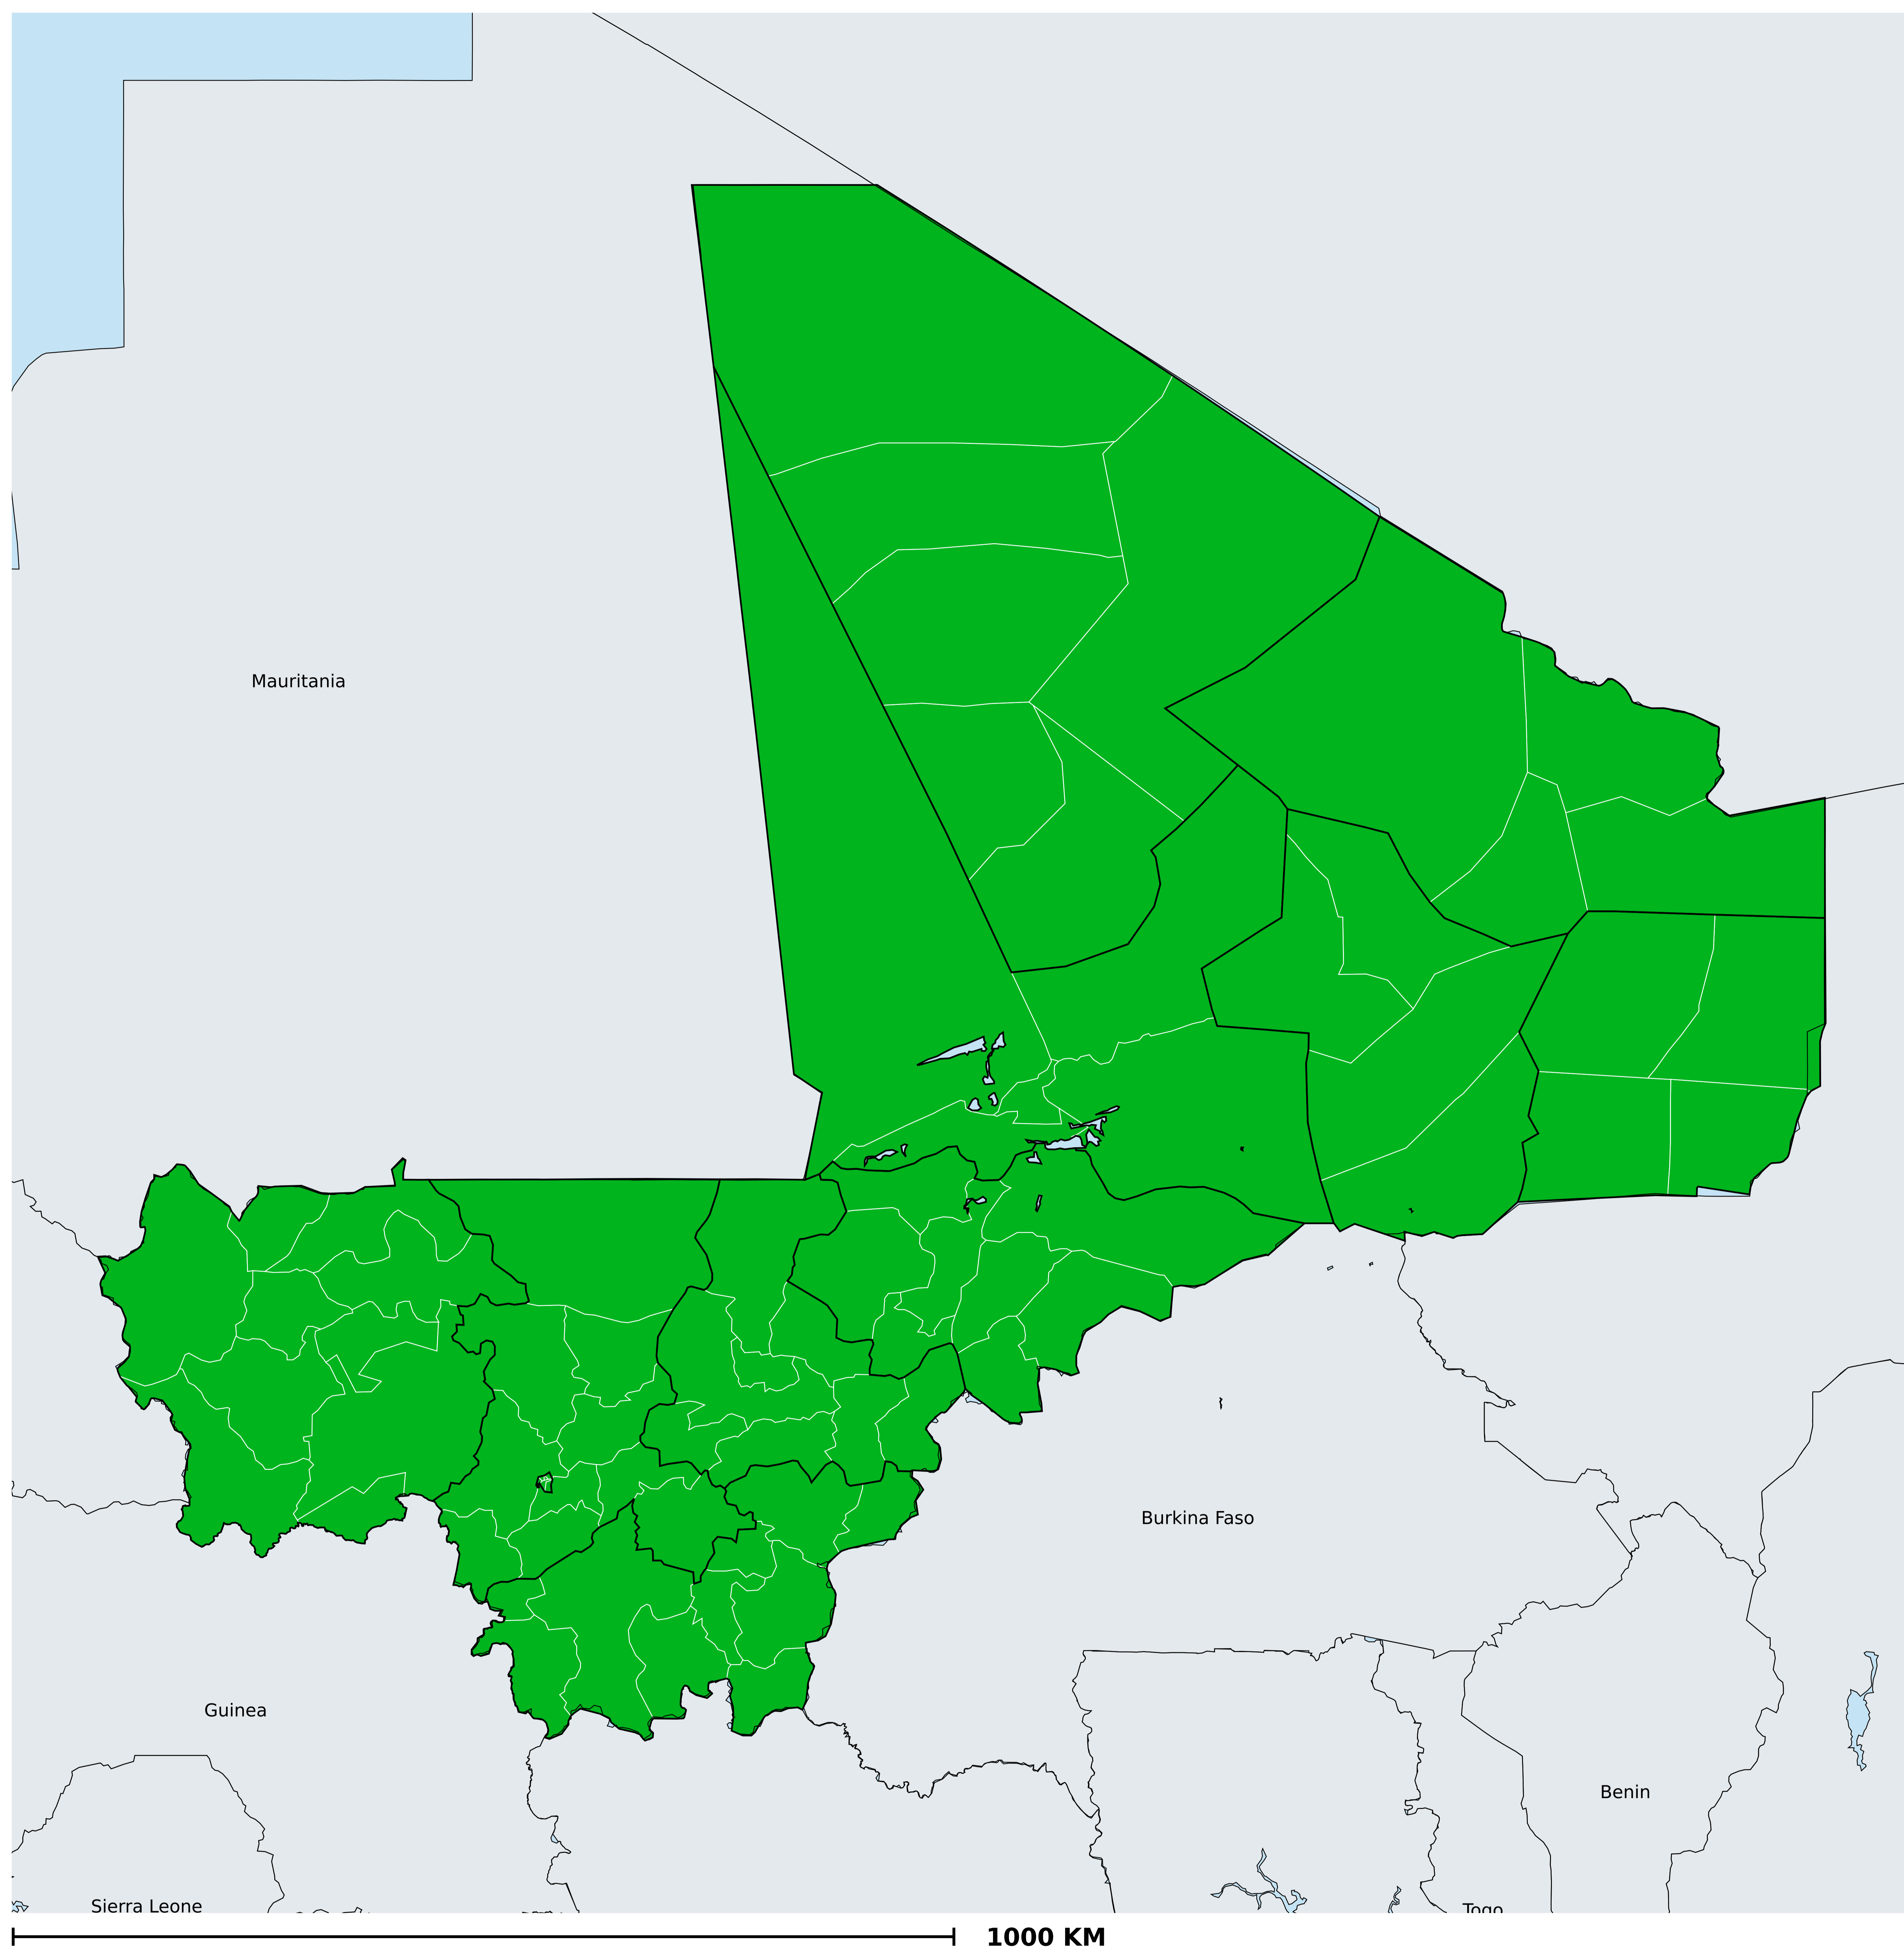 Mauritania
Burkina Faso
Guinea
Benin
Sierra Leone
Togo
1000 KM